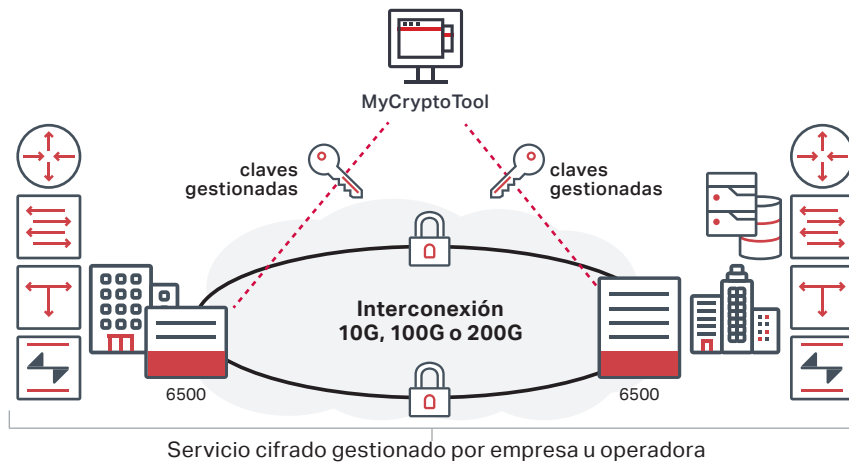 MyCryptoTool
claves
gestionadas
claves
gestionadas
Interconexión
10G, 100G o 200G
6500
6500
Servicio cifrado gestionado por empresa u operadora